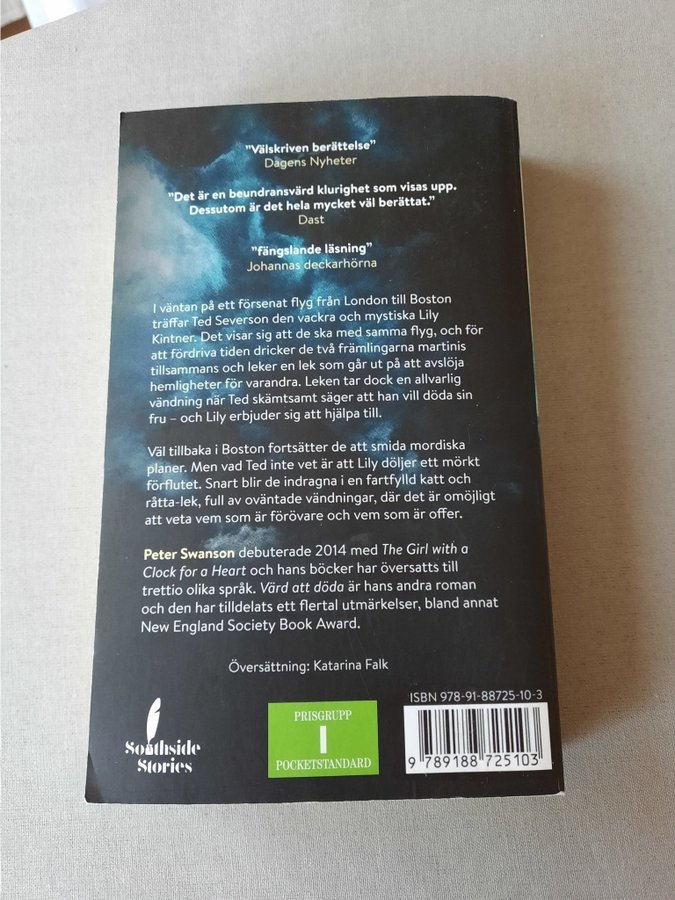 "Välskriven berättelse"
Dagens Nyheter
"Det är en beundransvärd klurighet som visas upp.
Dessutom är det hela mycket väl berättat."
Dast
"fängslande läsning"
Johannas deckarhörna
I väntan på ett försenat flyg från London till Boston
träffar Ted Severson den vackra och mystiska Lily
Kintner. Det visar sig att de ska med samma flyg, och för
att fördriva tiden dricker de två främlingarna martinis
tillsammans och leker en lek som går ut på att avslöja
hemligheter för varandra. Leken tar dock en allvarlig
vändning när Ted skämtsamt säger att han vill döda sin
fru – och Lily erbjuder sig att hjälpa till.
Väl tillbaka i Boston fortsätter de att smida mordiska
planer. Men vad Ted inte vet är att Lily döljer ett mörkt
förflutet. Snart blir de indragna i en fartfylld katt och
råtta-lek, full av oväntade vändningar, där det är omöjligt
att veta vem som är förövare och vem som är offer.
Peter Swanson debuterade 2014 med The Girl with a
Clock for a Heart och hans böcker har översatts till
trettio olika språk. Värd att döda är hans andra roman
och den har tilldelats ett flertal utmärkelser, bland annat
New England Society Book Award.
Översättning: Katarina Falk
ISBN 978-91-88725-10-3
9 789188 725103
PRISGRUPP
I
POCKETSTANDARD
Southside
Stories